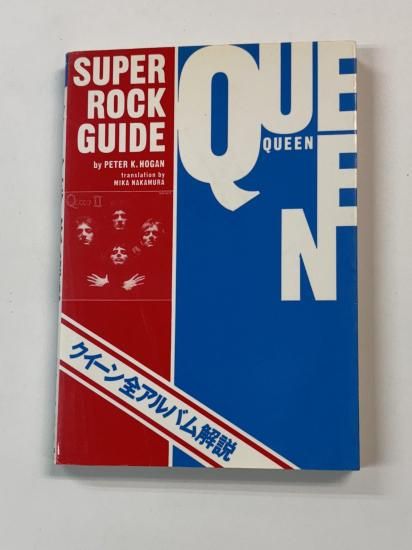 SUPER
ROCK
GUIDE
by PETER K. HOGAN
translation by
MIKA NAKAMURA
QUEEN
QUEEN
クイーン全アルバム解説